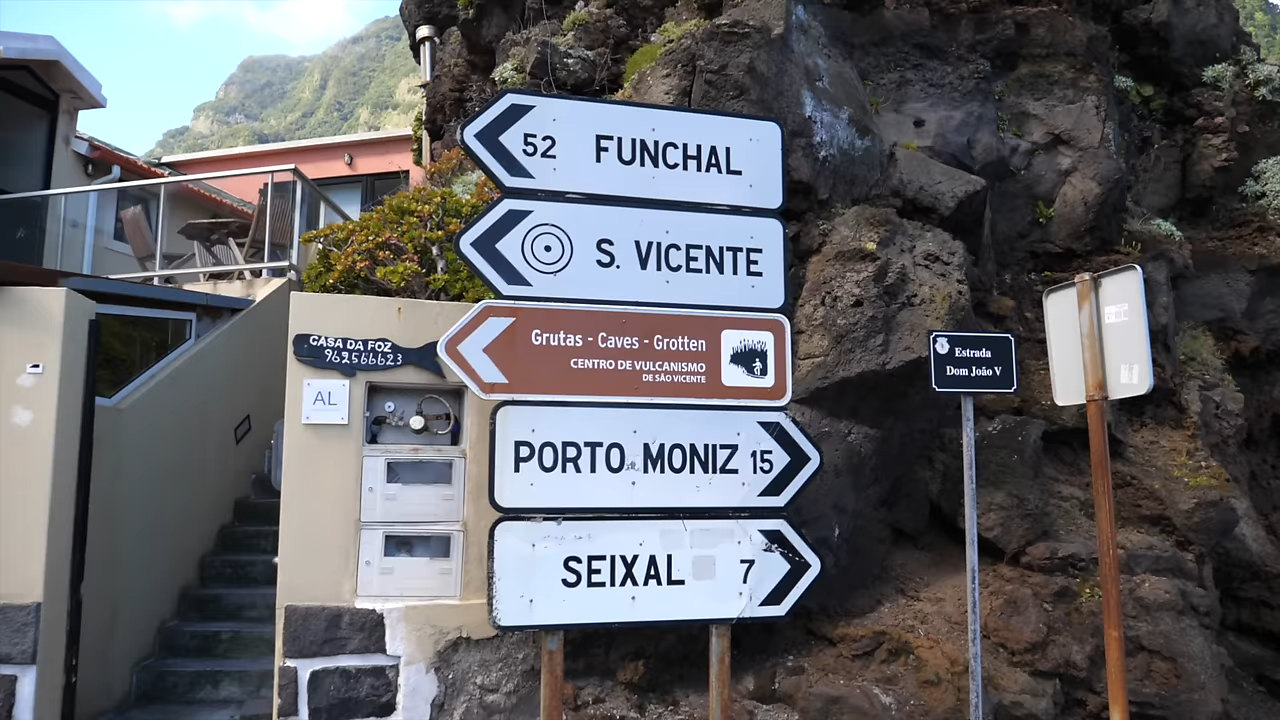 52 FUNCHAL
S. VICENTE
Grutas - Caves - Grotten
CENTRO DE VULCANISMO
DE SÃO VICENTE
PORTO MONIZ 15
SEIXAL 7
CASA DA FOZ
962566623
AL
Estrada
Dom João V